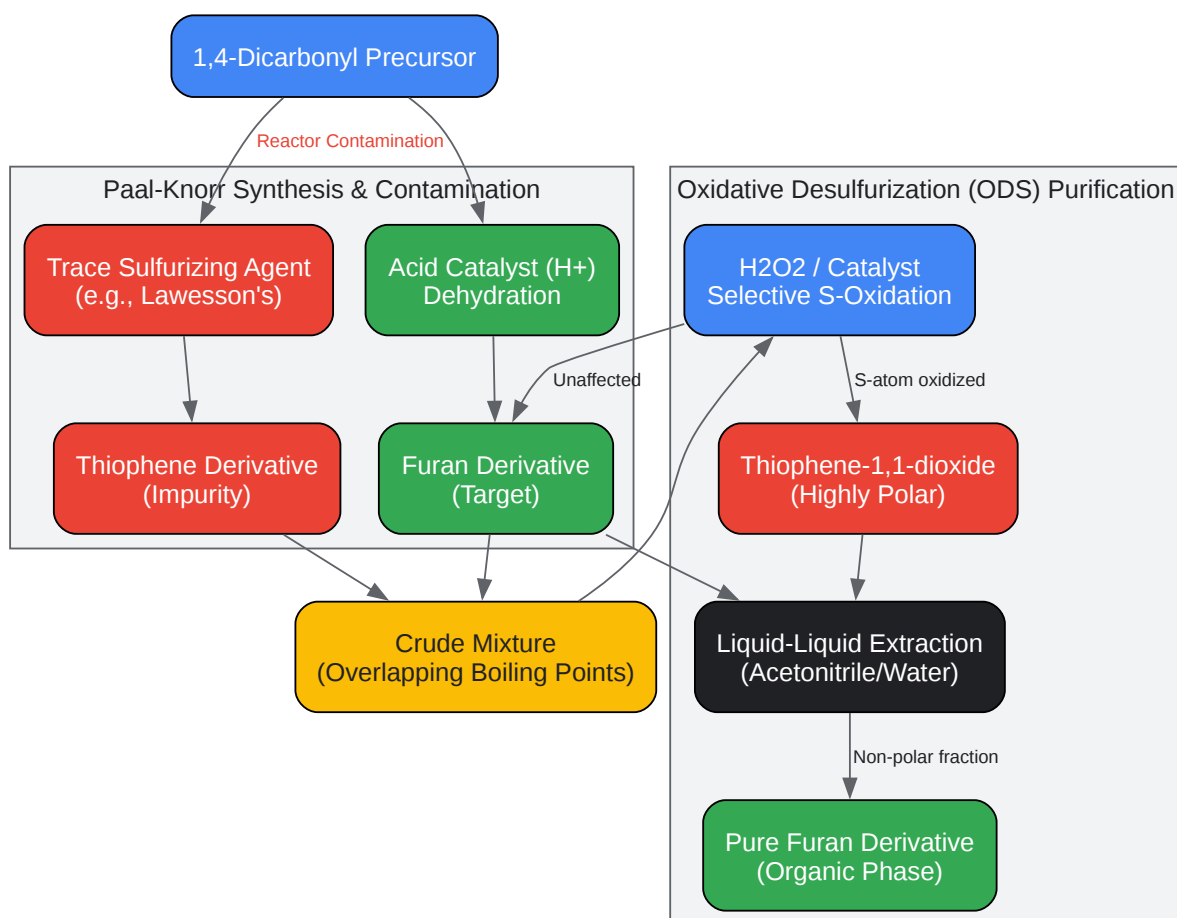 1,4-Dicarbonyl Precursor
Reactor Contamination
Paal-Knorr Synthesis & Contamination
Oxidative Desulfurization (ODS) Purification
Trace Sulfurizing Agent
(e.g., Lawesson's)
Acid Catalyst (H+)
Dehydration
H2O2 / Catalyst
Selective S-Oxidation
Unaffected
S-atom oxidized
Thiophene Derivative
(Impurity)
Furan Derivative
(Target)
Thiophene-1,1-dioxide
(Highly Polar)
Crude Mixture
(Overlapping Boiling Points)
Liquid-Liquid Extraction
(Acetonitrile/Water)
Non-polar fraction
Pure Furan Derivative
(Organic Phase)